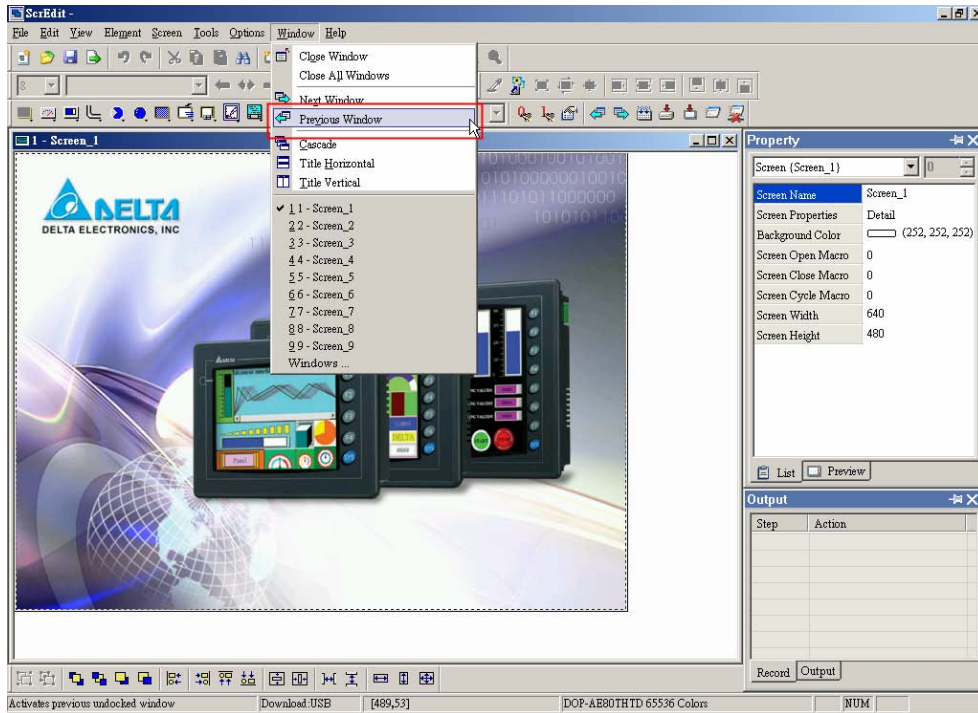 ScrEdit -
File Edit View Element Screen Tools Options Window Help
8
Close Window
Close All Windows
Next Window
Previous Window
Cascade
Title Horizontal
Title Vertical
1 1 - Screen_1
2 2 - Screen_2
3 3 - Screen_3
4 4 - Screen_4
5 5 - Screen_5
6 6 - Screen_6
7 7 - Screen_7
8 8 - Screen_8
9 9 - Screen_9
Windows ...
1 - Screen_1
DELTA
DELTA ELECTRONICS, INC
Property
Screen {Screen_1}
0
Screen Name Screen_1
Screen Properties Detail
Background Color (252, 252, 252)
Screen Open Macro 0
Screen Close Macro 0
Screen Cycle Macro 0
Screen Width 640
Screen Height 480
List Preview
Output
Step Action
Record Output
Activates previous undocked window Download:USB [489,53] DOP-AE80THTD 65536 Colors NUM